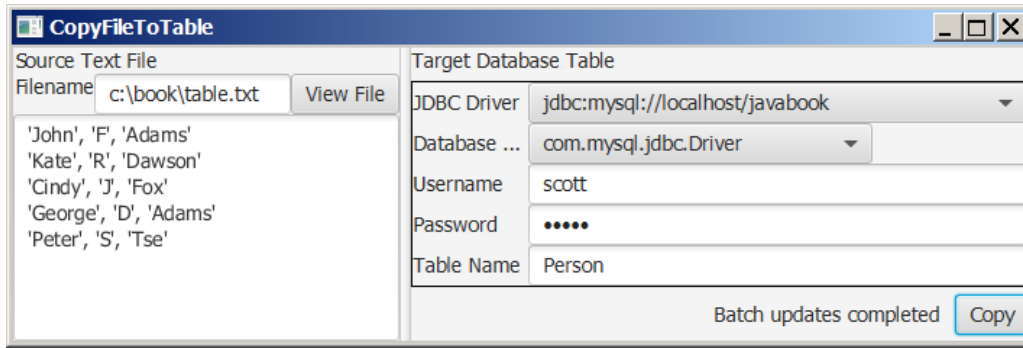 CopyFileToTable
Source Text File
Filename c:\book\table.txt View File
'John', 'F', 'Adams'
'Kate', 'R', 'Dawson'
'Cindy', 'J', 'Fox'
'George', 'D', 'Adams'
'Peter', 'S', 'Tse'
Target Database Table
JDBC Driver jdbc:mysql://localhost/javabook
Database ... com.mysql.jdbc.Driver
Username scott
Password •••••
Table Name Person
Batch updates completed Copy